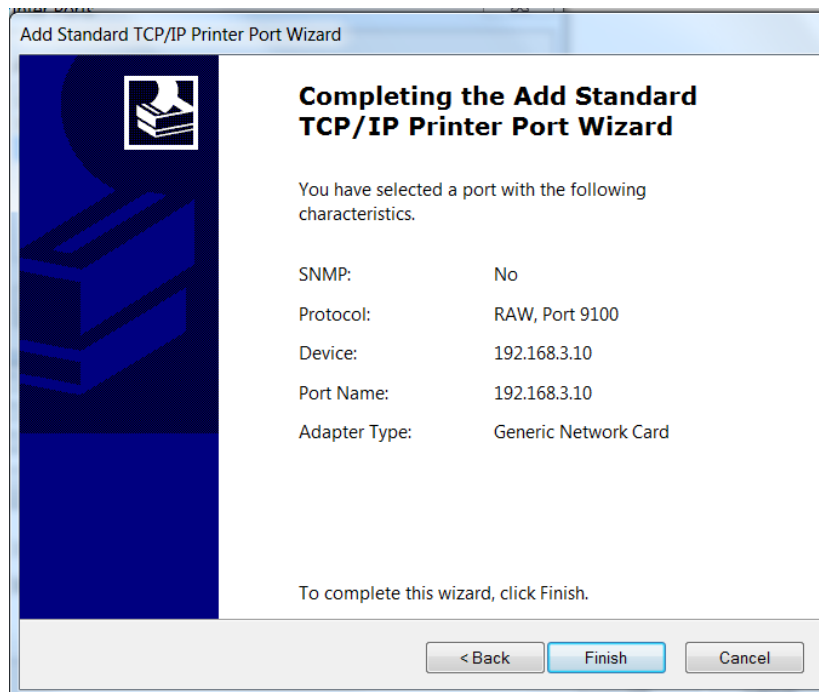 Add Standard TCP/IP Printer Port Wizard
Completing the Add Standard
TCP/IP Printer Port Wizard
You have selected a port with the following
characteristics.
SNMP: No
Protocol: RAW, Port 9100
Device: 192.168.3.10
Port Name: 192.168.3.10
Adapter Type: Generic Network Card
To complete this wizard, click Finish.
< Back Finish Cancel